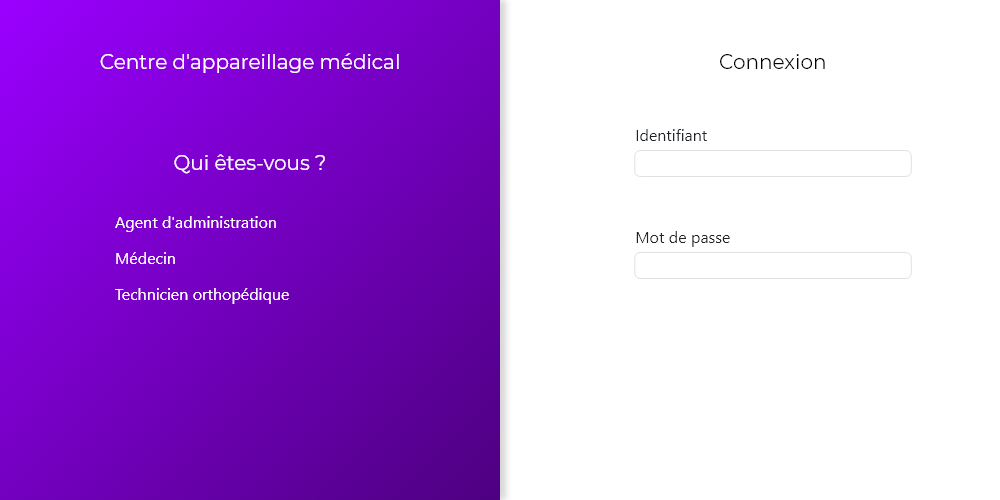 Centre d'appareillage médical
Qui êtes-vous ?
Agent d'administration
Médecin
Technicien orthopédique
Connexion
Identifiant
Mot de passe